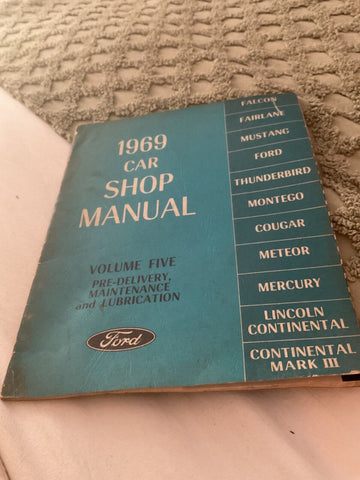 1969
CAR
SHOP
MANUAL
VOLUME FIVE
PRE-DELIVERY,
MAINTENANCE
and LUBRICATION
Ford
FALCON
FAIRLANE
MUSTANG
FORD
THUNDERBIRD
MONTEGO
COUGAR
METEOR
MERCURY
LINCOLN
CONTINENTAL
CONTINENTAL
MARK III